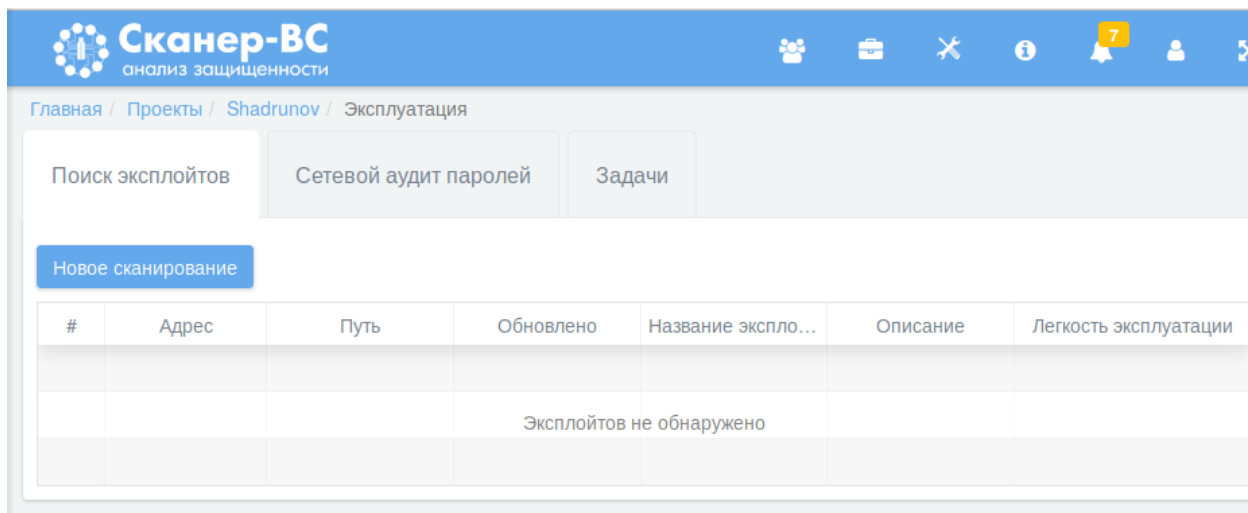 Сканер-ВС
анализ защищенности
7
Главная / Проекты / Shadrunov / Эксплуатация
Поиск эксплойтов Сетевой аудит паролей Задачи
Новое сканирование
# Адрес Путь Обновлено Название экспло... Описание Легкость эксплуатации
Эксплойтов не обнаружено